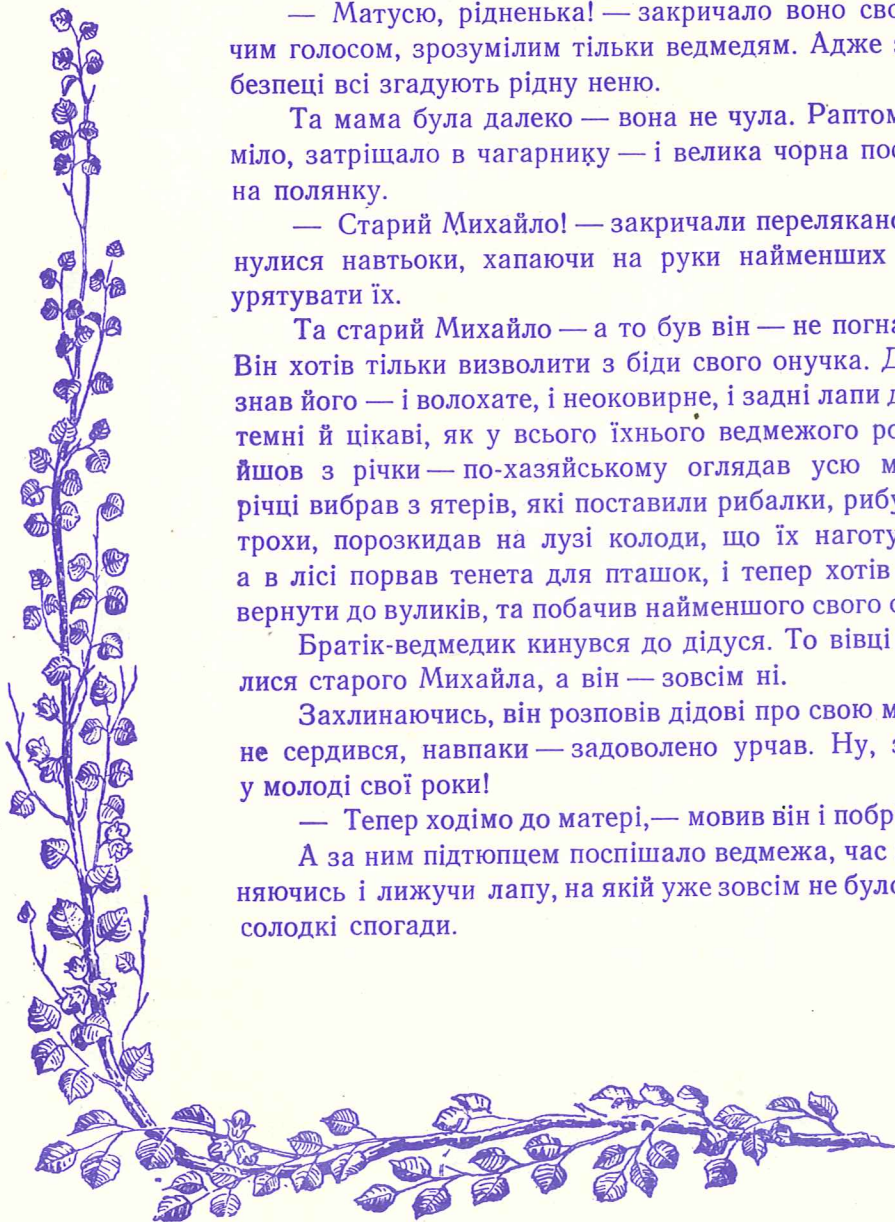 — Матусю, рідненька! — закричало воно сво
чим голосом, зрозумілим тільки ведмедям. Адже
безпеці всі згадують рідну неню.
Та мама була далеко — вона не чула. Раптом
міло, затріщало в чагарнику — і велика чорна пос
на полянку.
— Старий Михайло! — закричали перелякано
нулися навтьоки, хапаючи на руки найменших
урятувати їх.
Та старий Михайло — а то був він — не погна
Він хотів тільки визволити з біди свого онучка. Д
знав його — і волохате, і неоковирне, і задні лапи д
темні й цікаві, як у всього їхнього ведмежого ро
йшов з річки — по-хазяйському оглядав усю м
річці вибрав з ятерів, які поставили рибалки, рибу
трохи, порозкидав на лузі колоди, що їх наготу
а в лісі порвав тенета для пташок, і тепер хотів
вернути до вуликів, та побачив найменшого свого о
Братік-ведмедик кинувся до дідуся. То вівці
лися старого Михайла, а він — зовсім ні.
Захлинаючись, він розповів дідові про свою м
не сердився, навпаки — задоволено урчав. Ну, з
у молоді свої роки!
— Тепер ходімо до матері,— мовив він і побр
А за ним підтюпцем поспішало ведмежа, час
няючись і лижучи лапу, на якій уже зовсім не було
солодкі спогади.